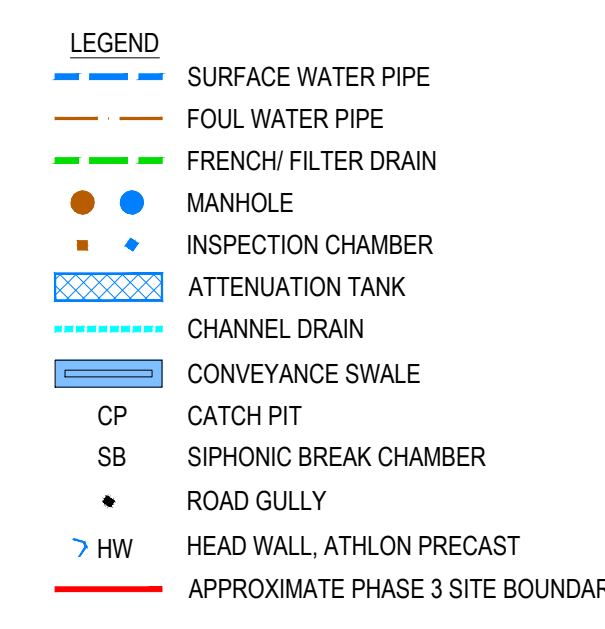 LEGEND
SURFACE WATER PIPE
FOUL WATER PIPE
FRENCH/ FILTER DRAIN
MANHOLE
INSPECTION CHAMBER
ATTENUATION TANK
CHANNEL DRAIN
CONVEYANCE SWALE
CP CATCH PIT
SB SIPHONIC BREAK CHAMBER
ROAD GULLY
HW HEAD WALL, ATHLON PRECAST
APPROXIMATE PHASE 3 SITE BOUNDAR